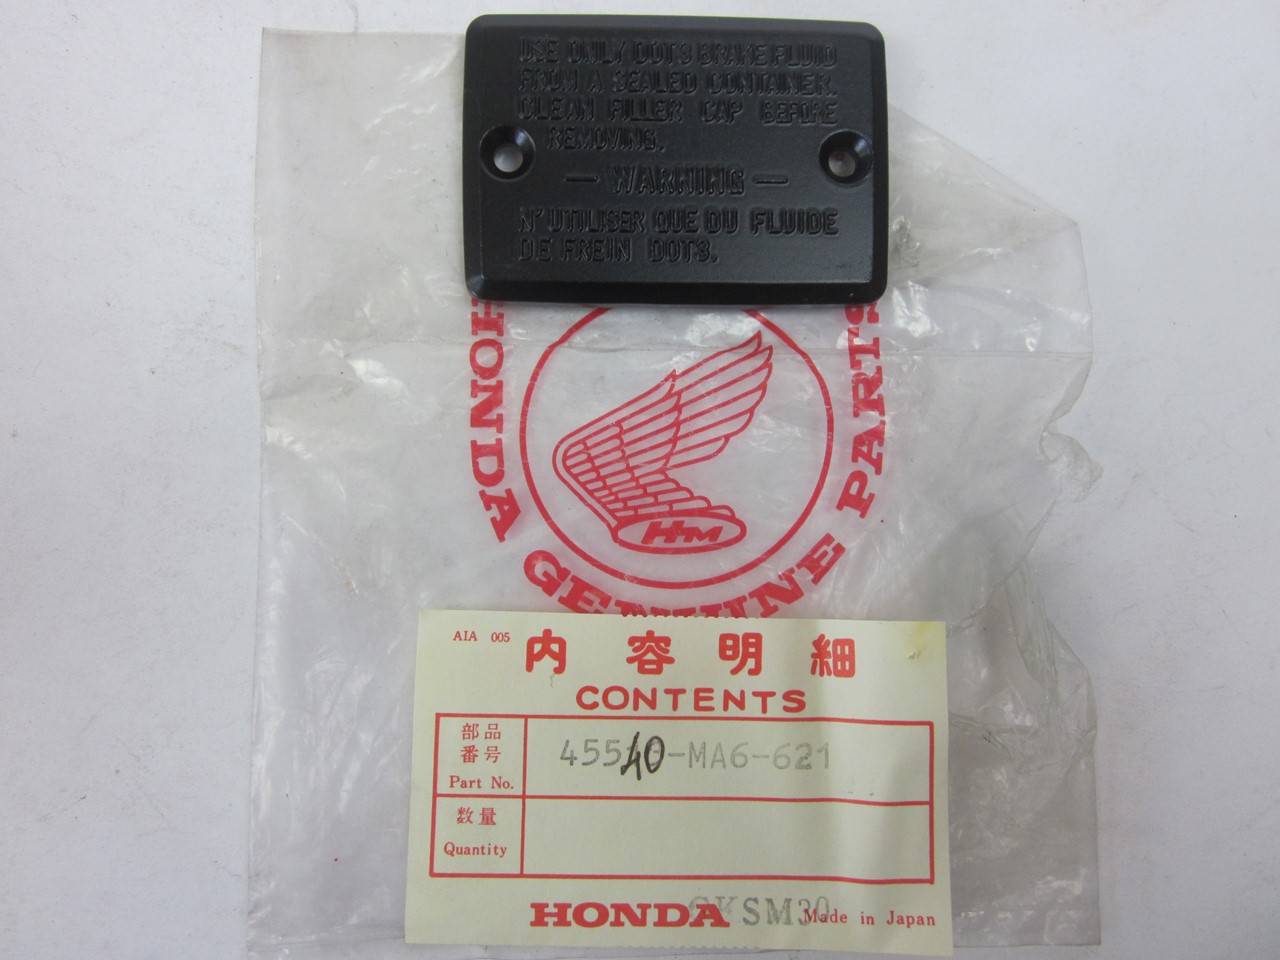 USE ONLY DOT3 BRAKE FLUID
FROM A SEALED CONTAINER.
CLEAN FILLER CAP BEFORE
REMOVING.
— WARNING —
N'UTILISER QUE DU FLUIDE
DE FREIN DOT3.
HONDA GENUINE PARTS
HM
AIA 005
内容明細
CONTENTS
部品
番号
Part No.
45540-MA6-621
数量
Quantity
HONDA
SM30
Made in Japan